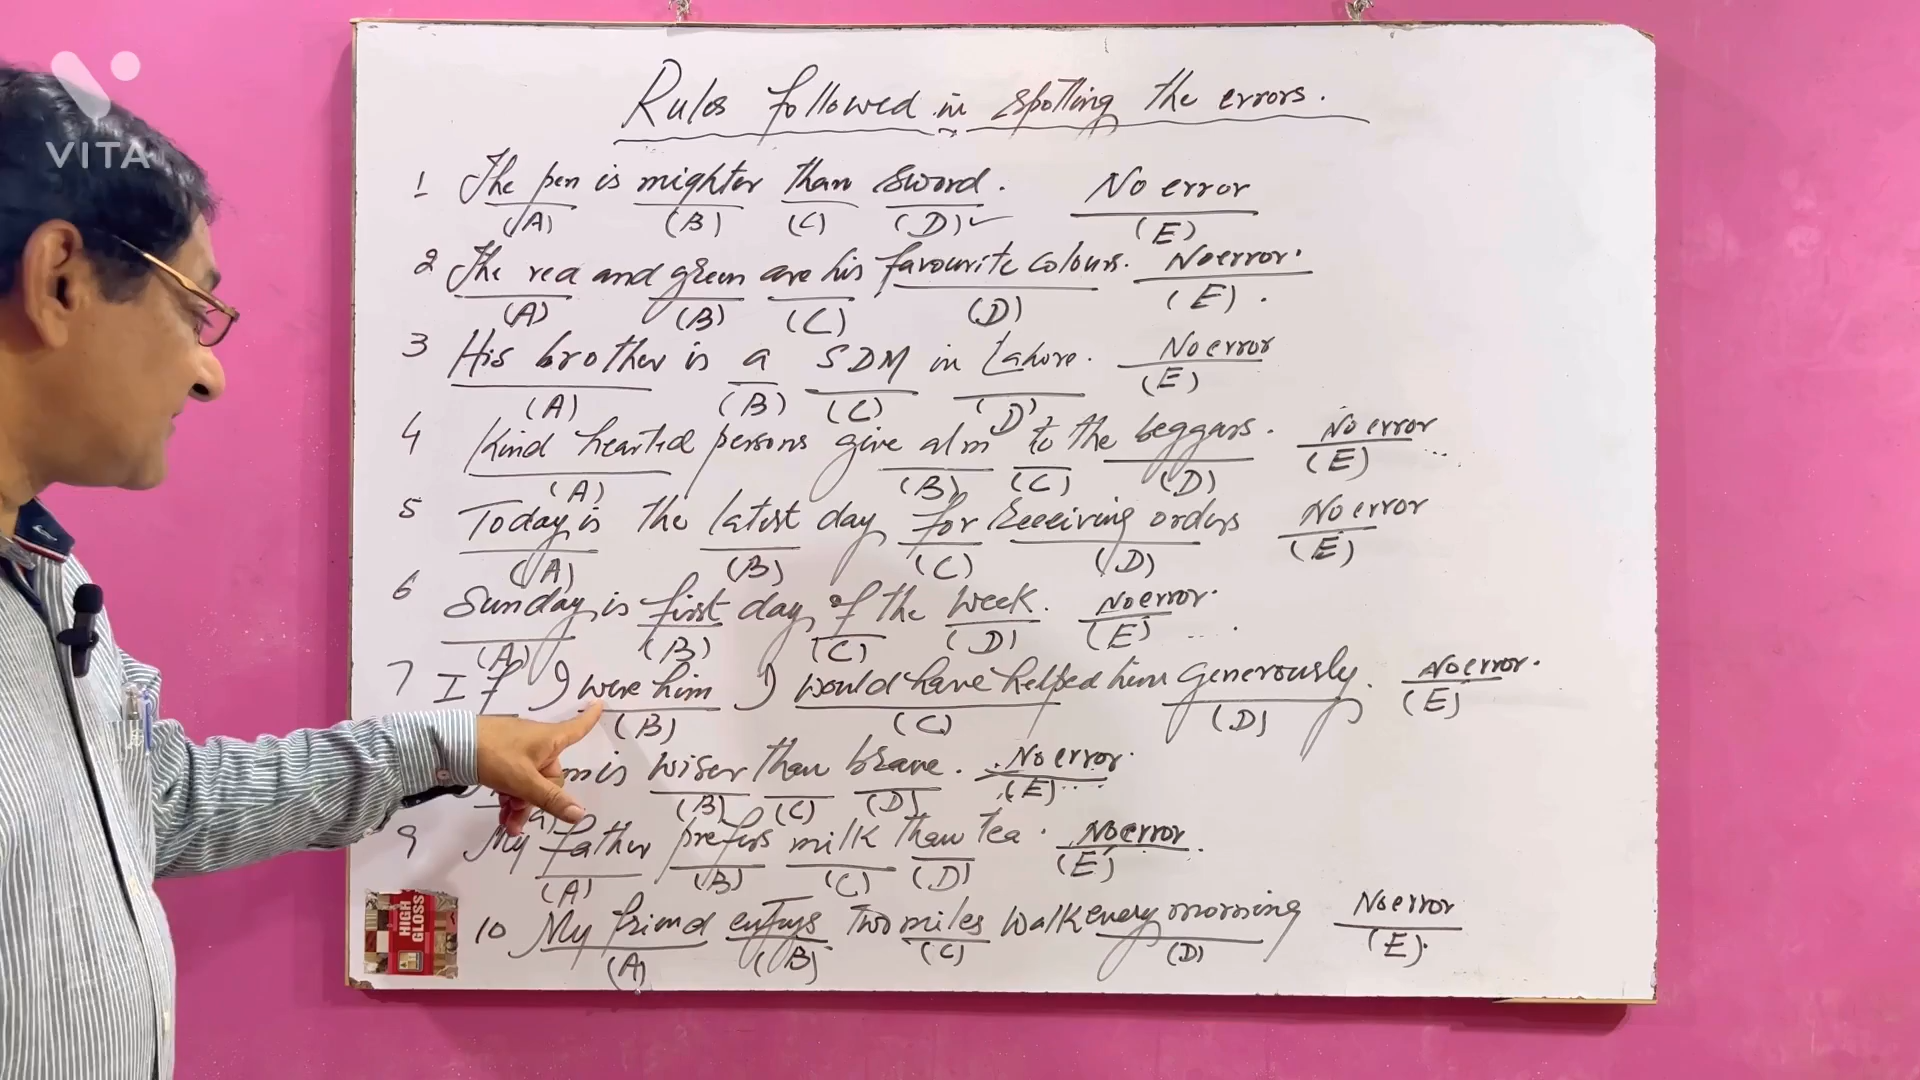 VITA
Rules followed in spotting the errors.
1 The pen is mighter than Sword. No error
(A) (B) (C) (D)✓ (E)
2 The red and green are his favourite colours. No error.
(A) (B) (C) (D) (E).
3 His brother is a SDM in Lahore. No error
(A) (B) (C) (D) (E)
4 Kind hearted persons give alm to the beggars. No error
(A) (B) (C) (D) (E)
5 Today is the latest day for receiving orders No error
(A) (B) (C) (D) (E)
6 Sunday is first day of the week. No error.
(A) (B) (C) (D) (E)
7 If I were him I would have helped him generously. No error.
(B) (C) (D) (E)
is wiser than brave. No error.
(B) (C) (D) (E)
9 My father prefers milk than tea. No error.
(A) (B) (C) (D) (E)
HIGH GLOSS
10 My friend enjoys two miles walk every morning No error
(A) (B) (C) (D) (E).